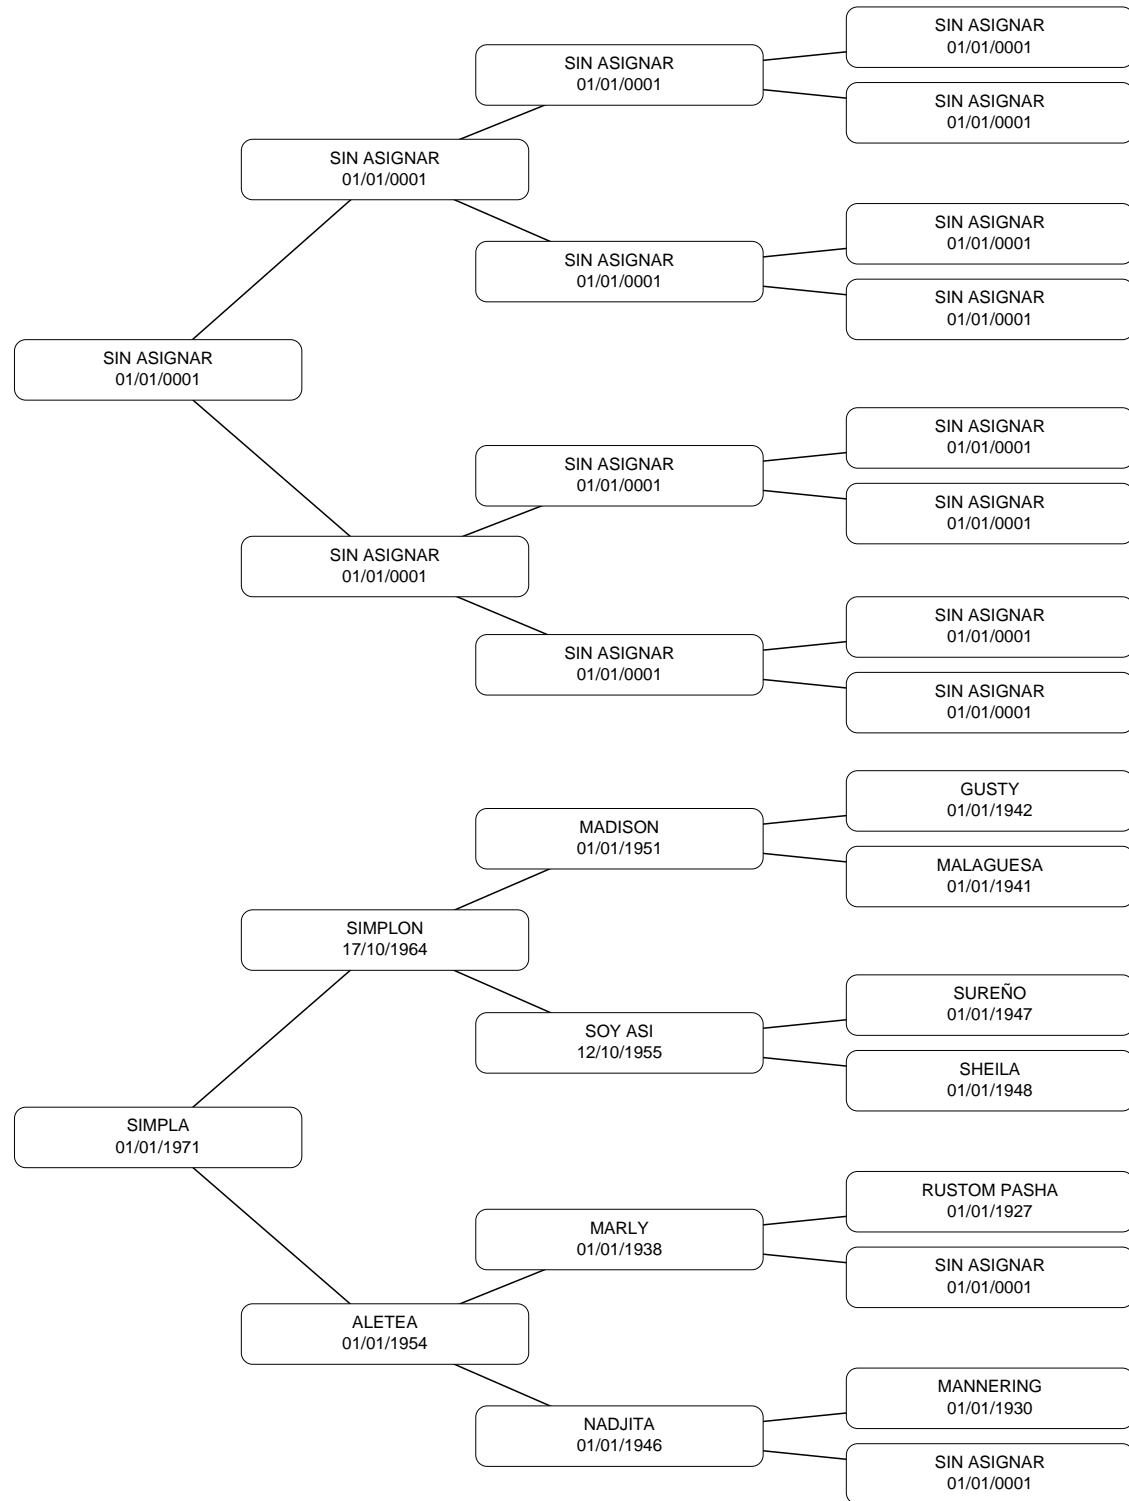 SIN ASIGNAR
01/01/0001
SIN ASIGNAR
01/01/0001
SIN ASIGNAR
01/01/0001
SIN ASIGNAR
01/01/0001
SIN ASIGNAR
01/01/0001
SIN ASIGNAR
01/01/0001
SIN ASIGNAR
01/01/0001
SIN ASIGNAR
01/01/0001
SIN ASIGNAR
01/01/0001
SIN ASIGNAR
01/01/0001
SIN ASIGNAR
01/01/0001
SIN ASIGNAR
01/01/0001
SIN ASIGNAR
01/01/0001
SIN ASIGNAR
01/01/0001
SIN ASIGNAR
01/01/0001
GUSTY
01/01/1942
MADISON
01/01/1951
MALAGUESA
01/01/1941
SIMPLON
17/10/1964
SUREÑO
01/01/1947
SOY ASI
12/10/1955
SHEILA
01/01/1948
SIMPLA
01/01/1971
RUSTOM PASHA
01/01/1927
MARLY
01/01/1938
SIN ASIGNAR
01/01/0001
ALETEA
01/01/1954
MANNERING
01/01/1930
NADJITA
01/01/1946
SIN ASIGNAR
01/01/0001